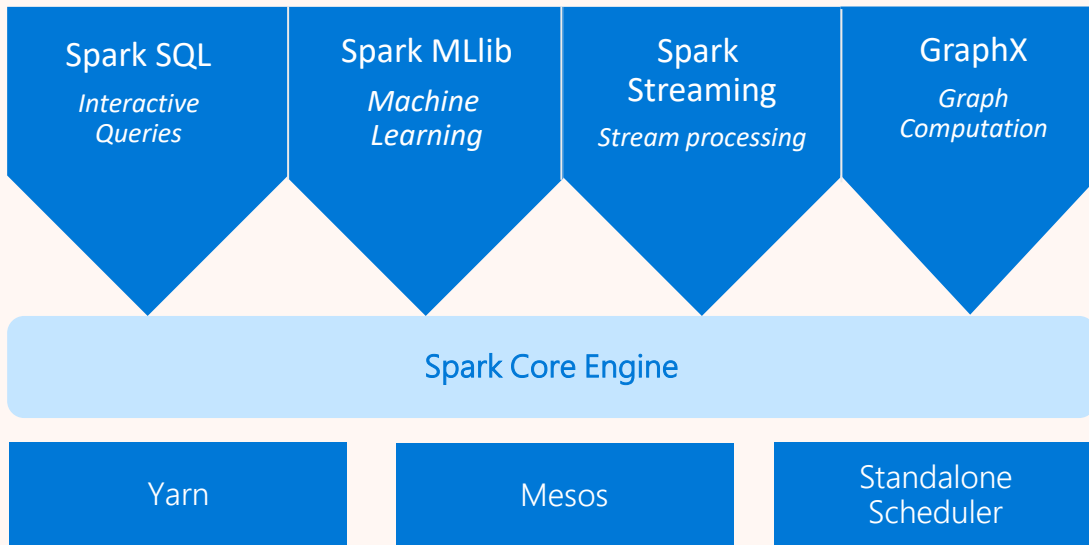 Spark SQL
Interactive
Queries
Spark MLlib
Machine
Learning
Spark
Streaming
Stream processing
GraphX
Graph
Computation
Spark Core Engine
Yarn
Mesos
Standalone
Scheduler